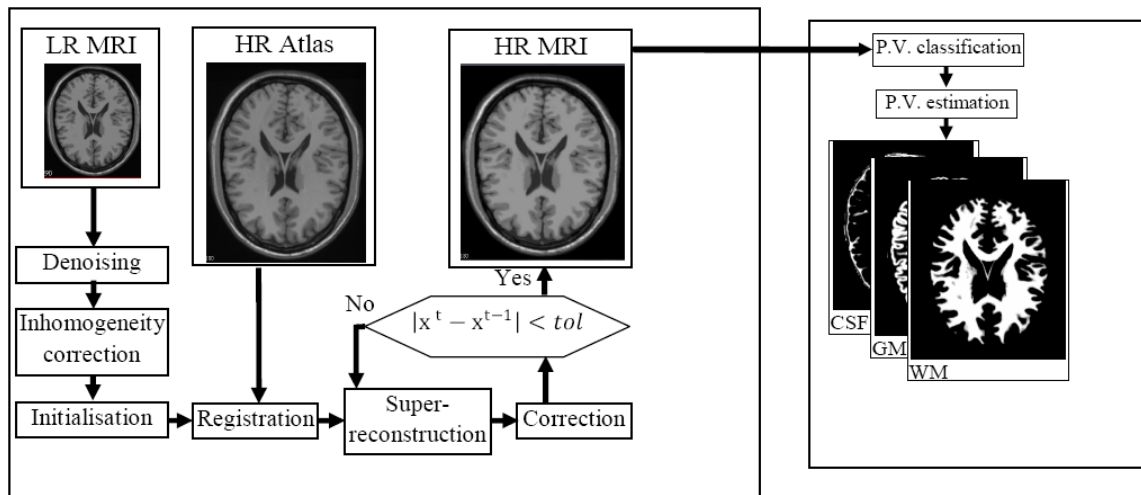 LR MRI
HR Atlas
HR MRI
Denoising
Inhomogeneity
correction
Initialisation
Registration
Super-
reconstruction
Correction
No
|x^t − x^{t−1}| < tol
Yes
P.V. classification
P.V. estimation
CSF
GM
WM